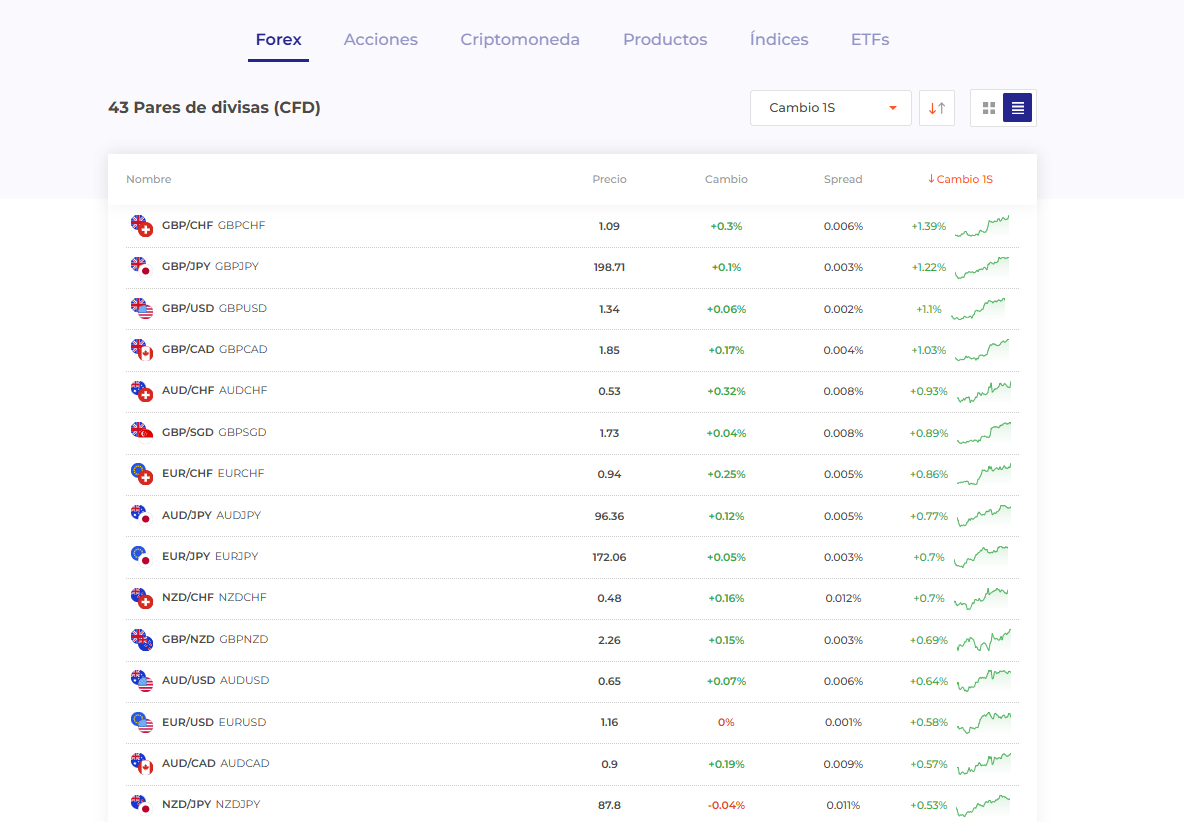 Forex Acciones Criptomoneda Productos Índices ETFs
43 Pares de divisas (CFD) Cambio 1S
Nombre Precio Cambio Spread ↓Cambio 1S
GBP/CHF GBPCHF 1.09 +0.3% 0.006% +1.39%
GBP/JPY GBPJPY 198.71 +0.1% 0.003% +1.22%
GBP/USD GBPUSD 1.34 +0.06% 0.002% +1.1%
GBP/CAD GBPCAD 1.85 +0.17% 0.004% +1.03%
AUD/CHF AUDCHF 0.53 +0.32% 0.008% +0.93%
GBP/SGD GBPSGD 1.73 +0.04% 0.008% +0.89%
EUR/CHF EURCHF 0.94 +0.25% 0.005% +0.86%
AUD/JPY AUDJPY 96.36 +0.12% 0.005% +0.77%
EUR/JPY EURJPY 172.06 +0.05% 0.003% +0.7%
NZD/CHF NZDCHF 0.48 +0.16% 0.012% +0.7%
GBP/NZD GBPNZD 2.26 +0.15% 0.003% +0.69%
AUD/USD AUDUSD 0.65 +0.07% 0.006% +0.64%
EUR/USD EURUSD 1.16 0% 0.001% +0.58%
AUD/CAD AUDCAD 0.9 +0.19% 0.009% +0.57%
NZD/JPY NZDJPY 87.8 -0.04% 0.011% +0.53%